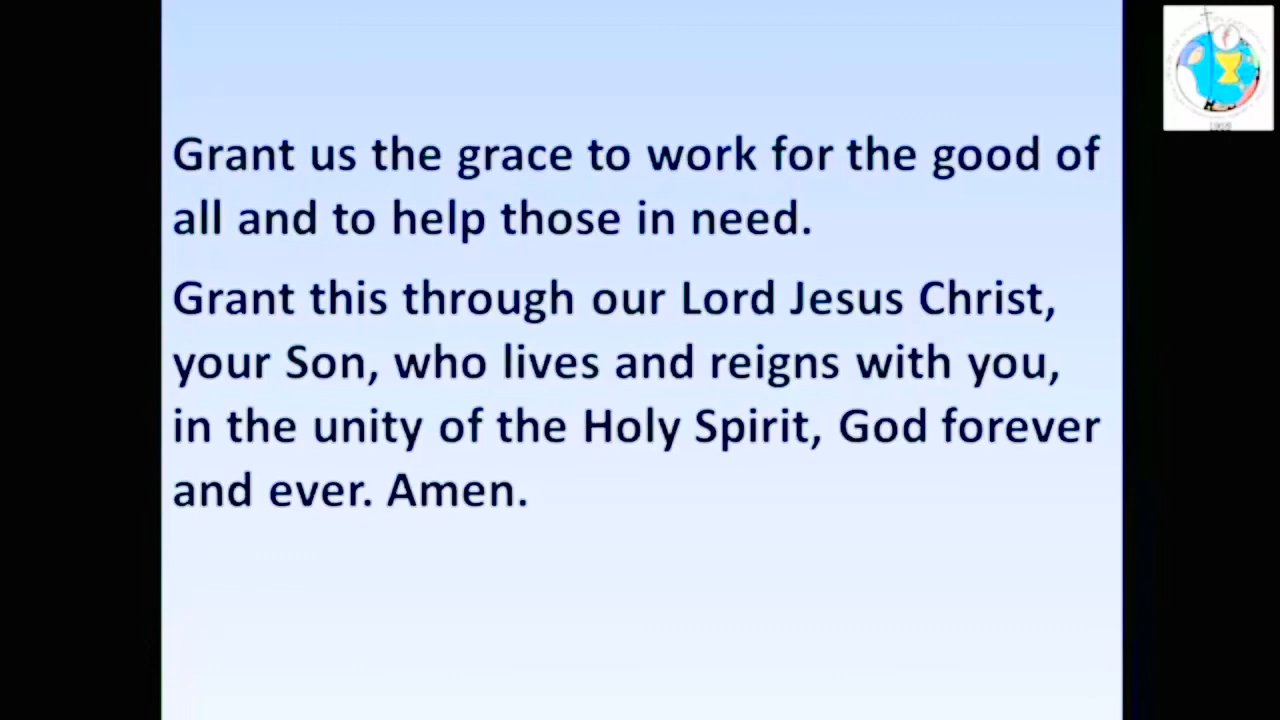 Grant us the grace to work for the good of
all and to help those in need.
Grant this through our Lord Jesus Christ,
your Son, who lives and reigns with you,
in the unity of the Holy Spirit, God forever
and ever. Amen.